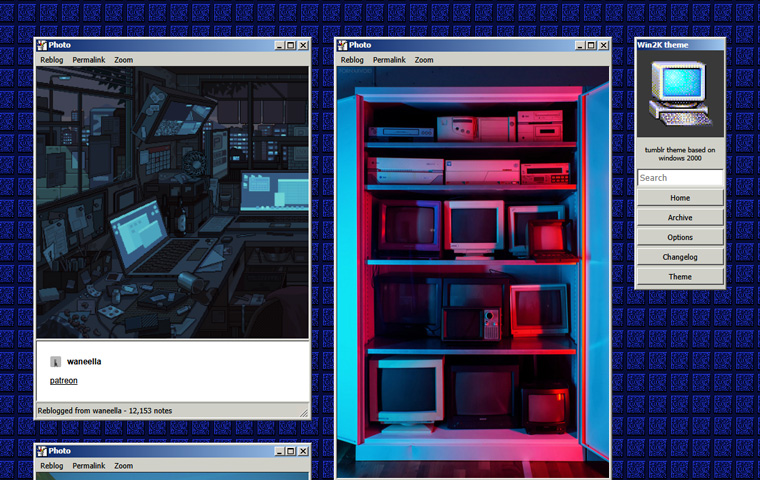 Photo
Reblog Permalink Zoom
waneella
patreon
Reblogged from waneella - 12,153 notes
Photo
Reblog Permalink Zoom
Photo
Reblog Permalink Zoom
Win2K theme
tumblr theme based on
windows 2000
Search
Home
Archive
Options
Changelog
Theme